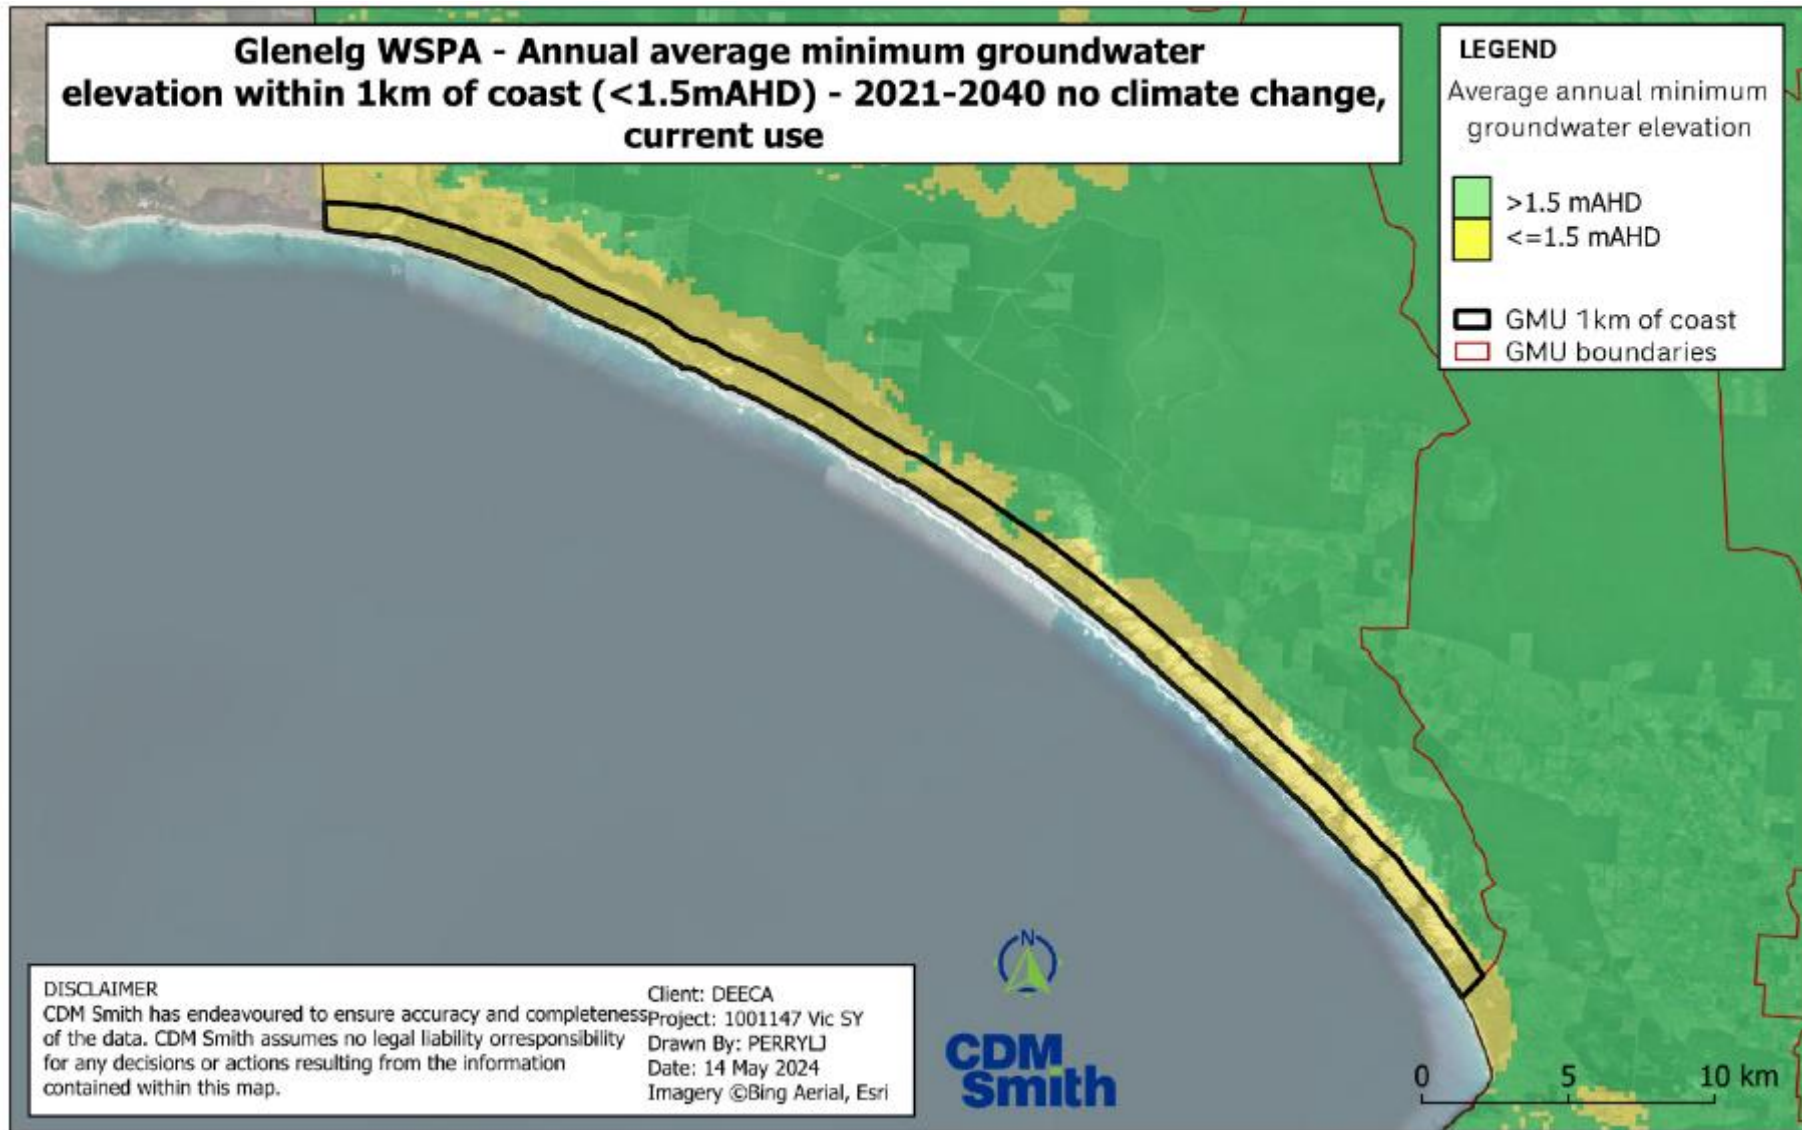 Glenelg WSPA - Annual average minimum groundwater
elevation within 1km of coast (<1.5mAHD) - 2021-2040 no climate change,
current use
LEGEND
Average annual minimum
groundwater elevation
>1.5 mAHD
<=1.5 mAHD
GMU 1km of coast
GMU boundaries
DISCLAIMER
CDM Smith has endeavoured to ensure accuracy and completeness
of the data. CDM Smith assumes no legal liability orresponsibility
for any decisions or actions resulting from the information
contained within this map.
Client: DEECA
Project: 1001147 Vic SY
Drawn By: PERRYLJ
Date: 14 May 2024
Imagery ©Bing Aerial, Esri
N
CDM
Smith
0 5 10 km